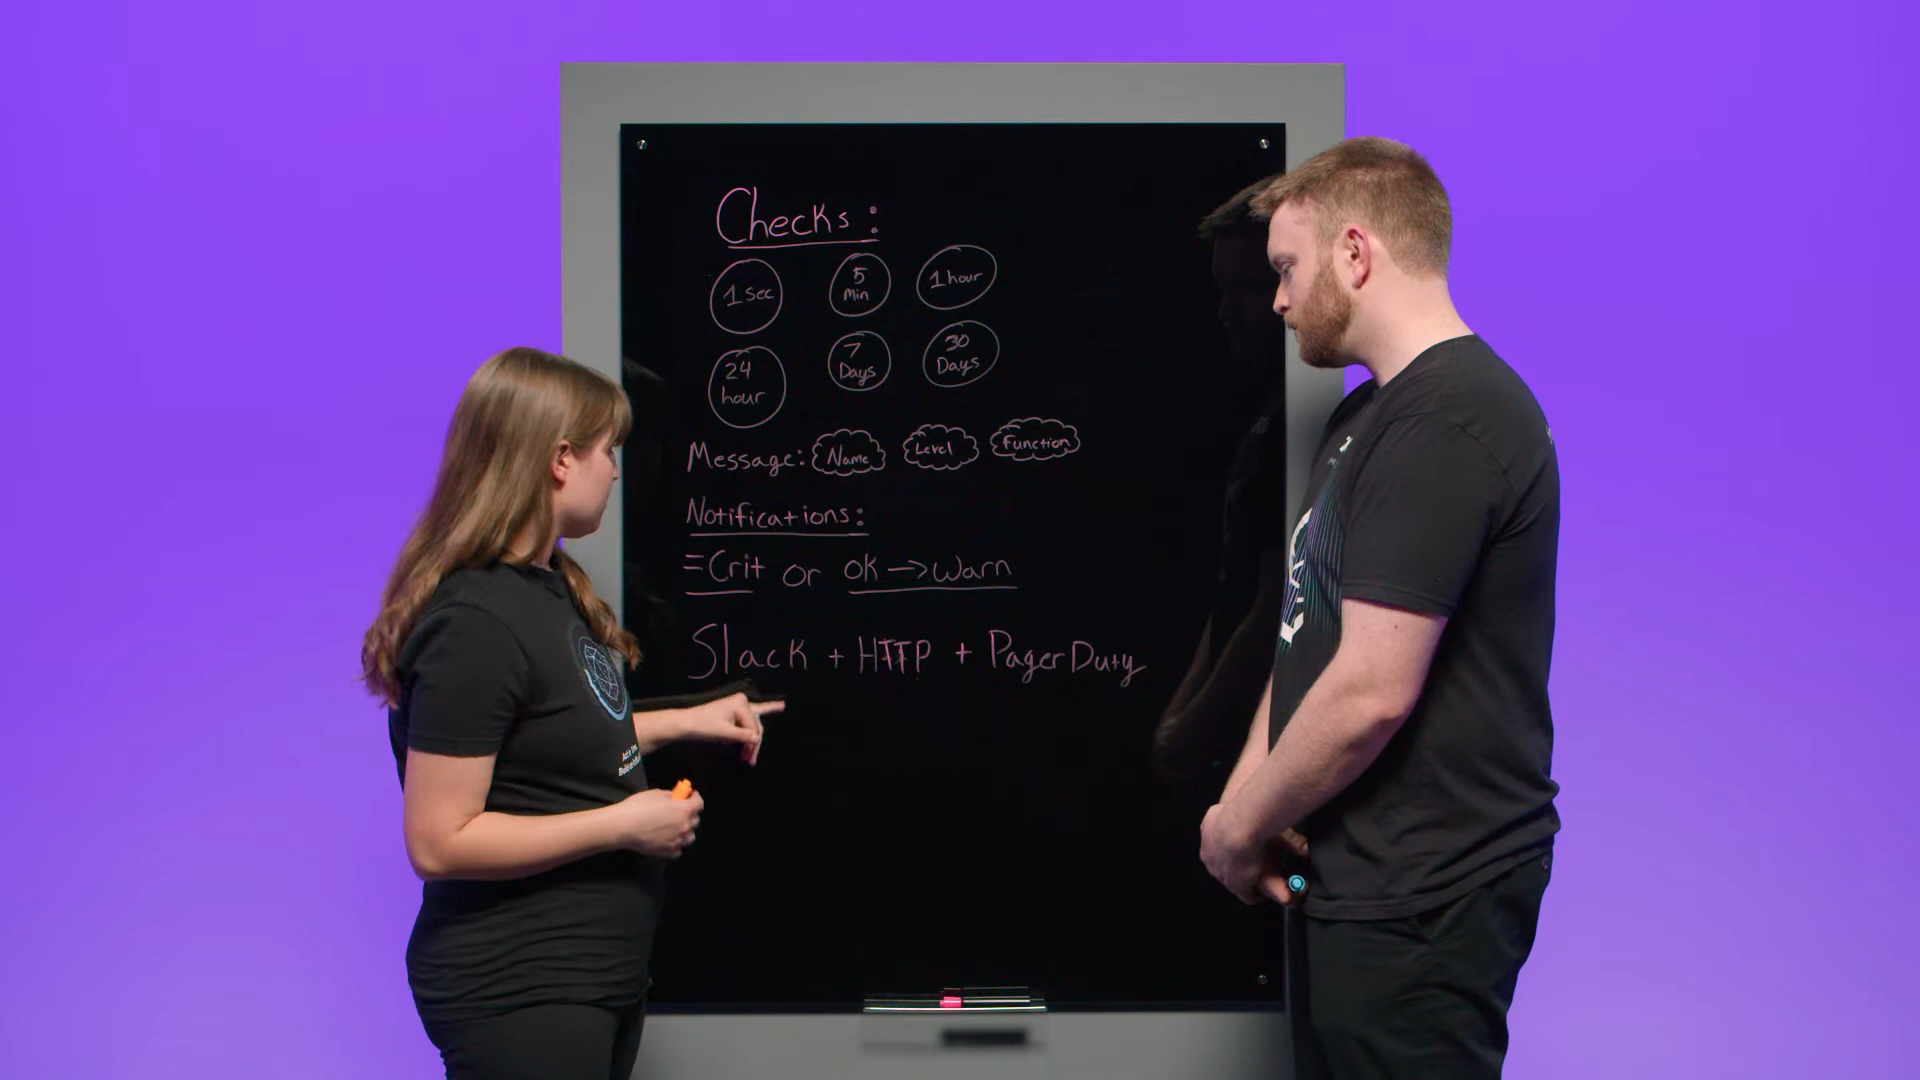 Checks:
1 Sec
5
Min
1 hour
24
hour
7
Days
30
Days
Message: Name Level Function
Notifications:
=Crit or ok → Warn
Slack + HTTP + PagerDuty